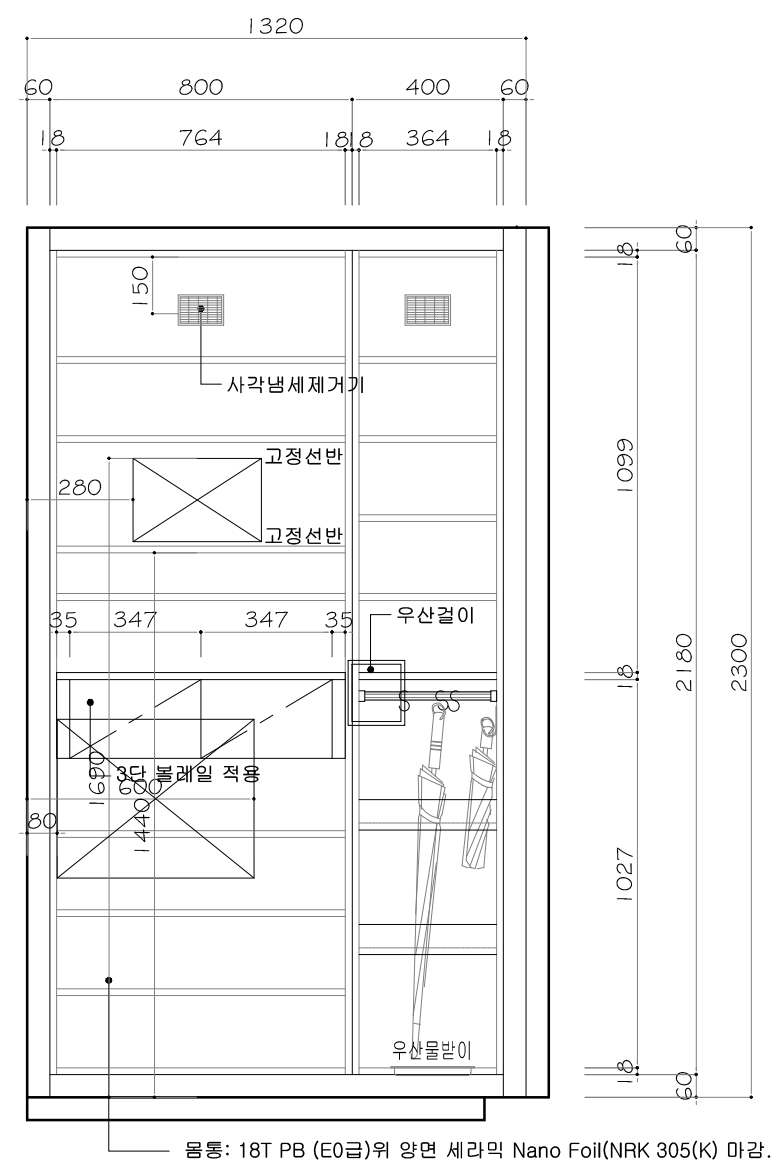 1320
60 800 400 60
18 764 18 18 364 18
60
18
150
사각냄세제거기
고정선반
1099
280
고정선반
35 347 347 35
우산걸이
18
2180
2300
3단 볼레일 적용
1690
600
1440
80
1027
우산물받이
18
60
몸통: 18T PB (E0급)위 양면 세라믹 Nano Foil(NRK 305(K) 마감.